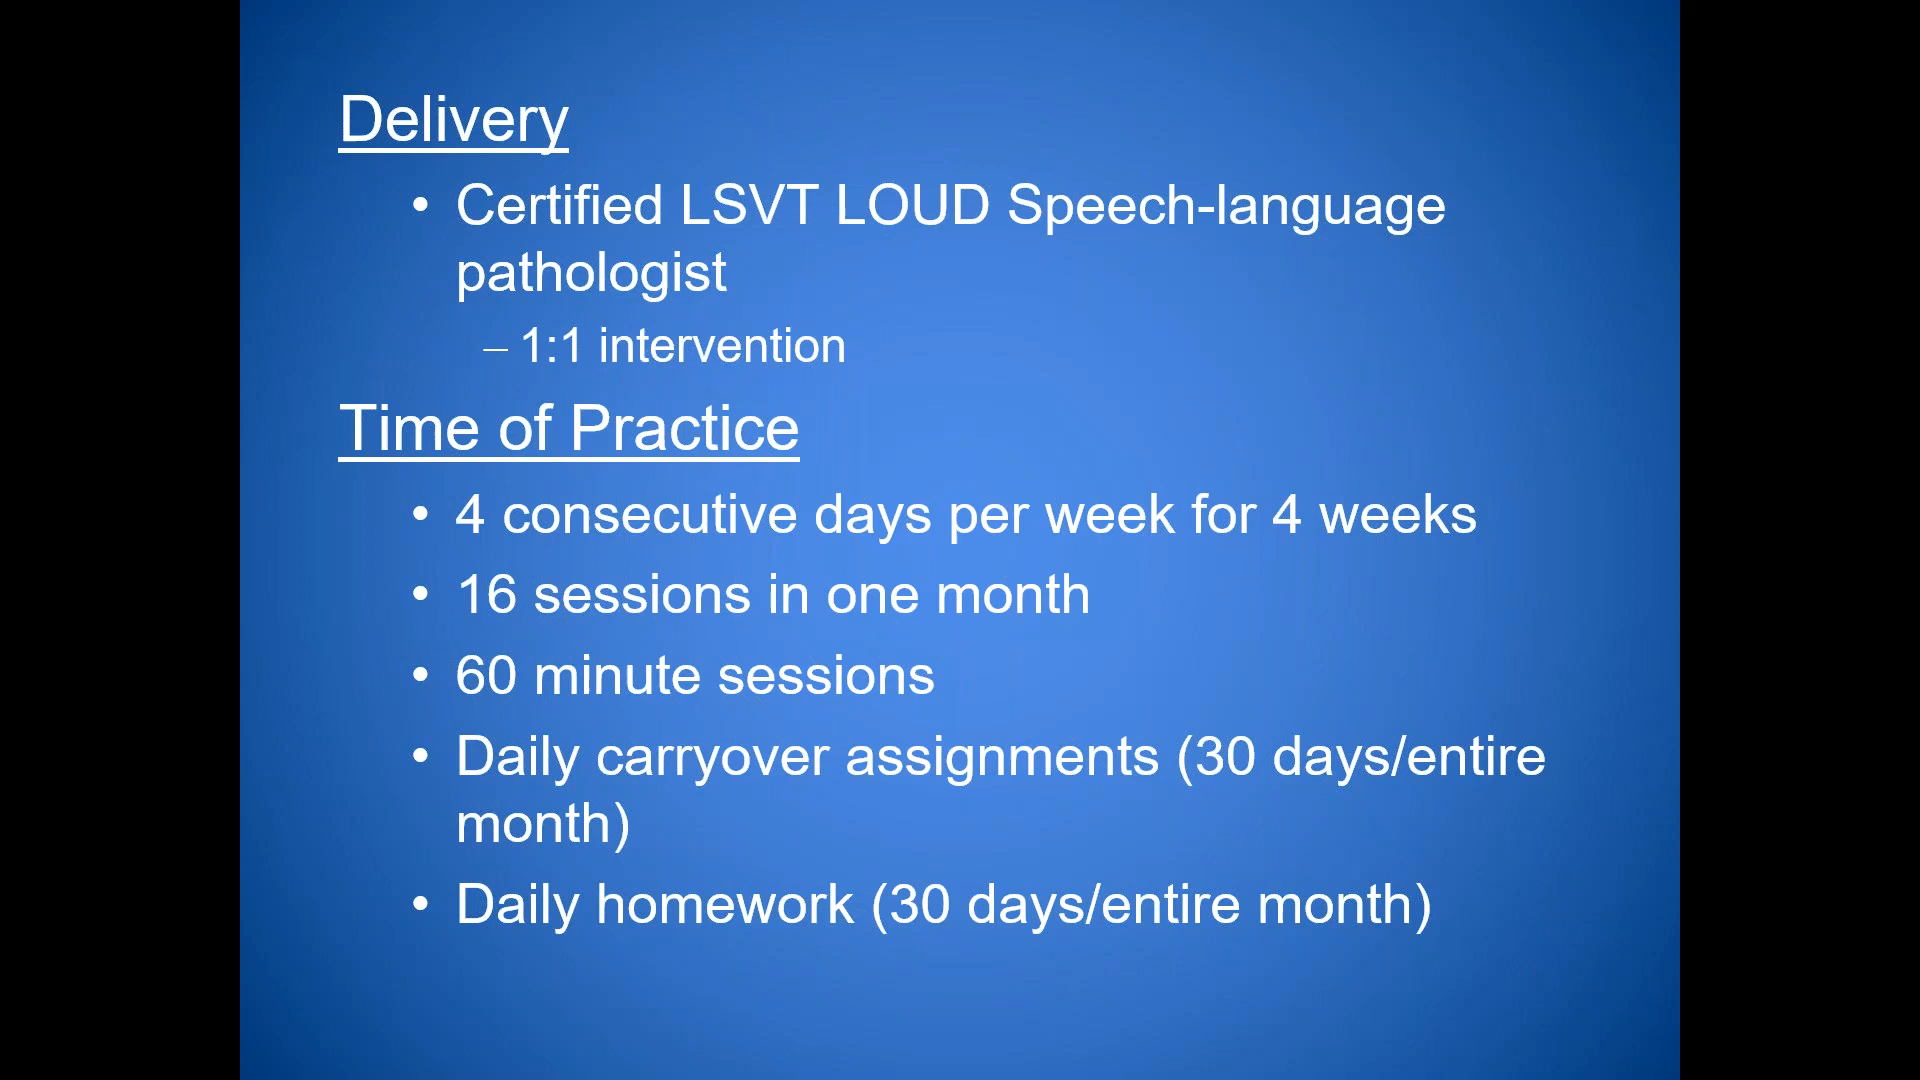 Delivery
• Certified LSVT LOUD Speech-language
pathologist
– 1:1 intervention
Time of Practice
• 4 consecutive days per week for 4 weeks
• 16 sessions in one month
• 60 minute sessions
• Daily carryover assignments (30 days/entire
month)
• Daily homework (30 days/entire month)